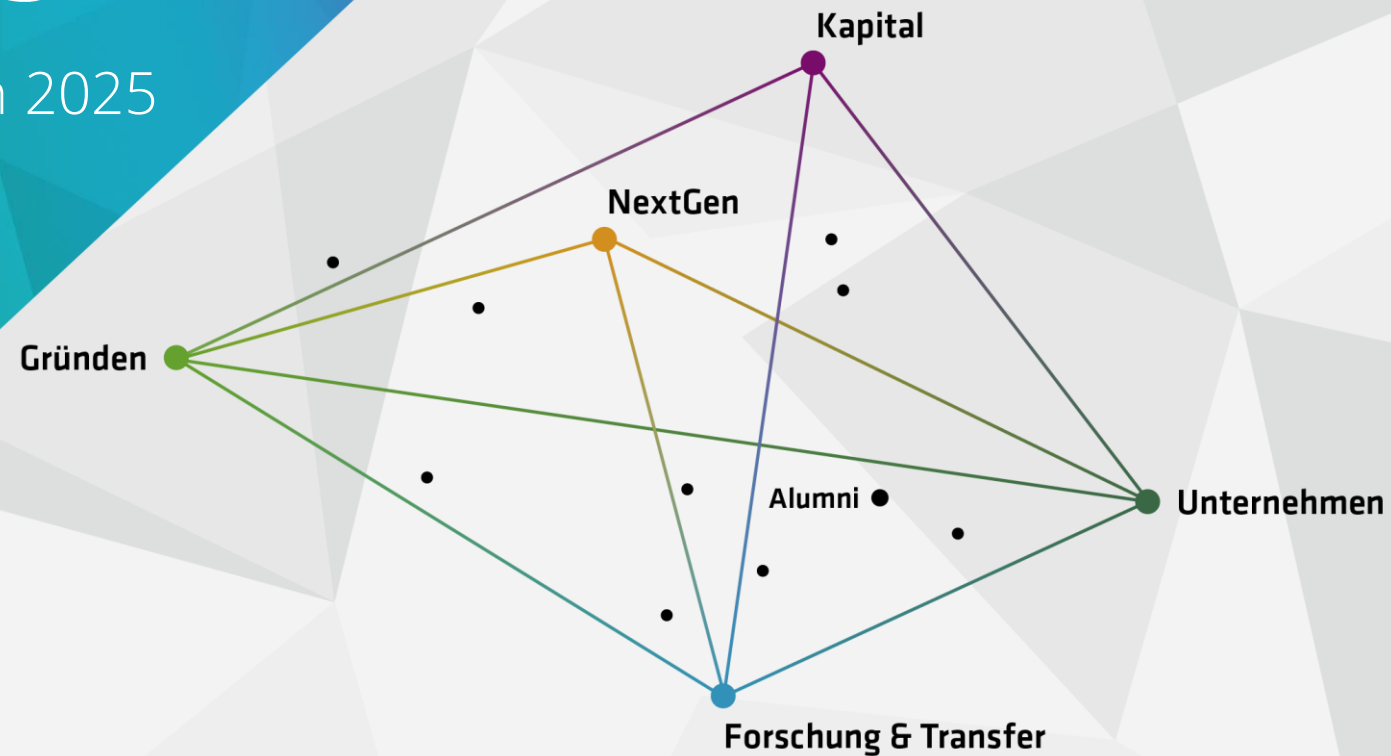 2025
Kapital
NextGen
Gründen
Alumni
Unternehmen
Forschung & Transfer